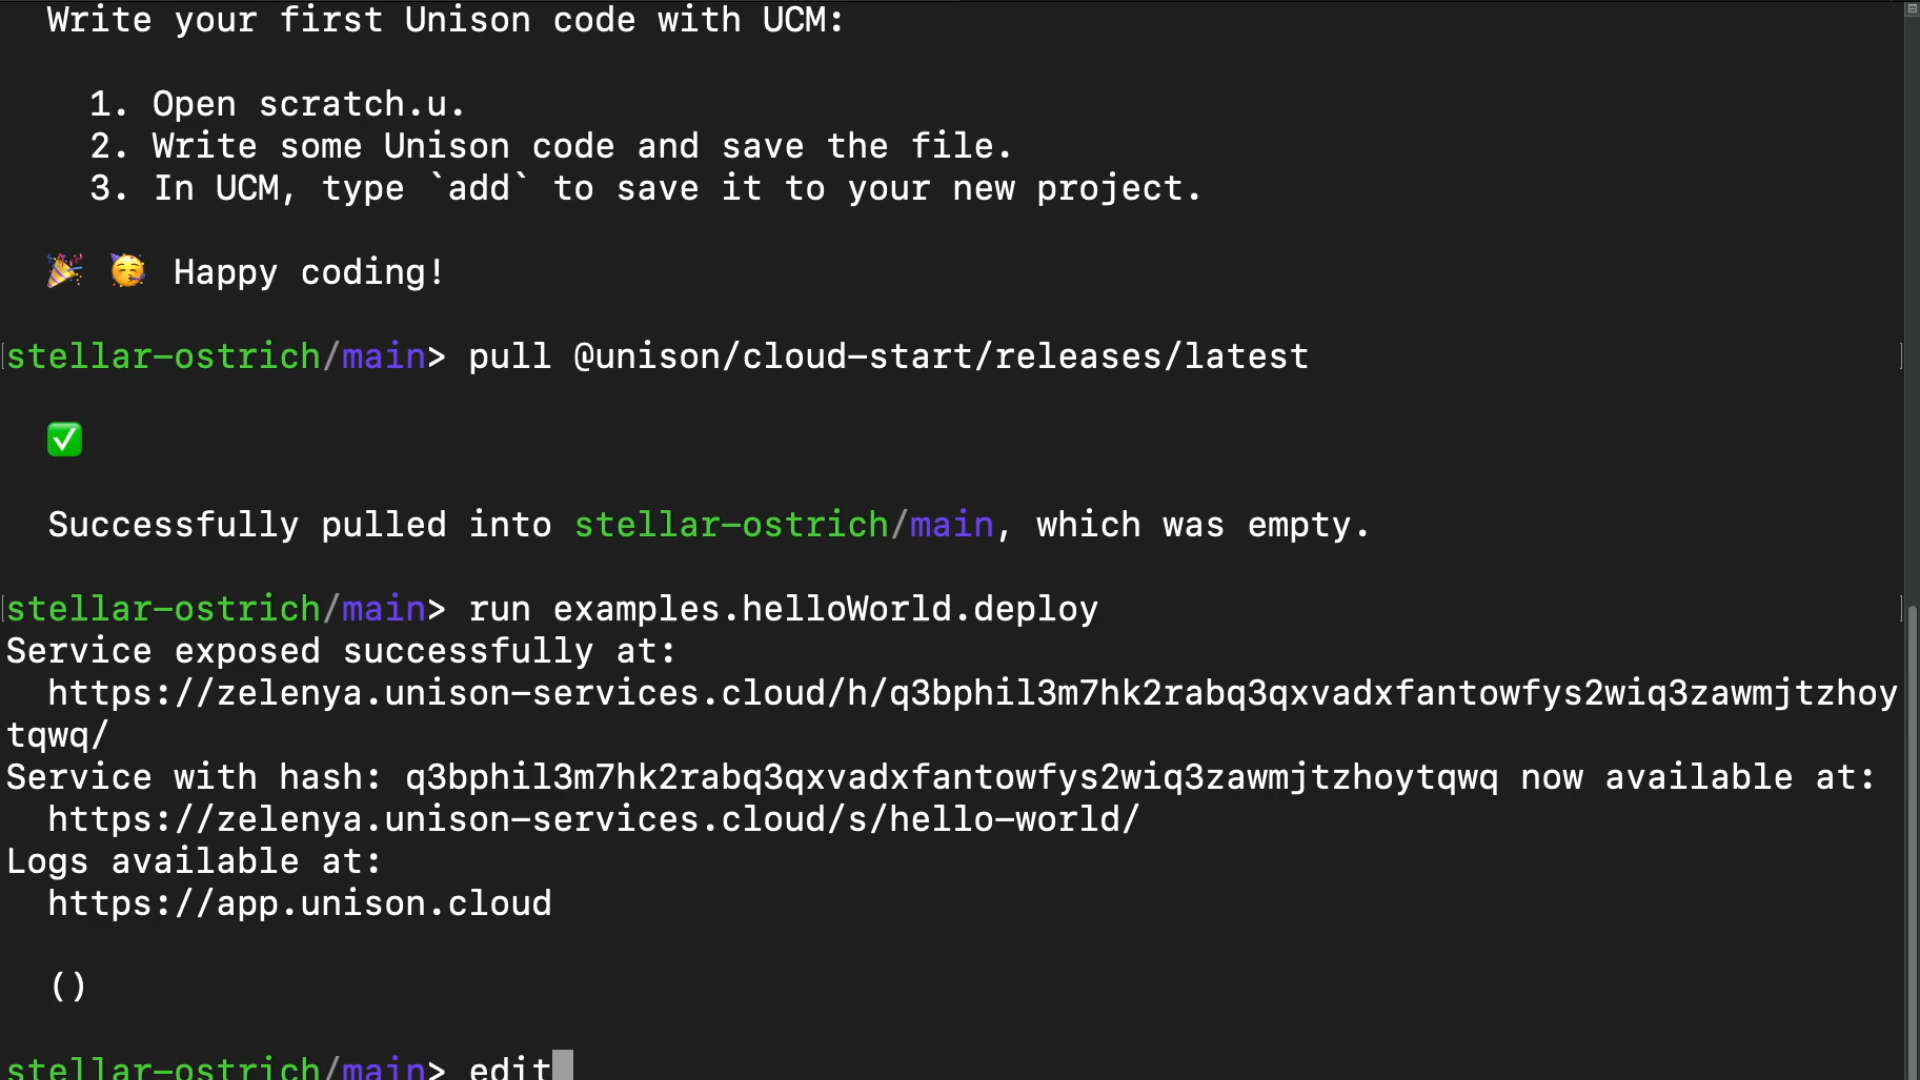 Write your first Unison code with UCM:
1. Open scratch.u.
2. Write some Unison code and save the file.
3. In UCM, type `add` to save it to your new project.
🎉 🥳 Happy coding!
stellar-ostrich/main> pull @unison/cloud-start/releases/latest
✅
Successfully pulled into stellar-ostrich/main, which was empty.
stellar-ostrich/main> run examples.helloWorld.deploy
Service exposed successfully at:
https://zelenya.unison-services.cloud/h/q3bphil3m7hk2rabq3qxvadxfantowfys2wiq3zawmjtzhoy
tqwq/
Service with hash: q3bphil3m7hk2rabq3qxvadxfantowfys2wiq3zawmjtzhoytqwq now available at:
https://zelenya.unison-services.cloud/s/hello-world/
Logs available at:
https://app.unison.cloud
()
stellar-ostrich/main> edit